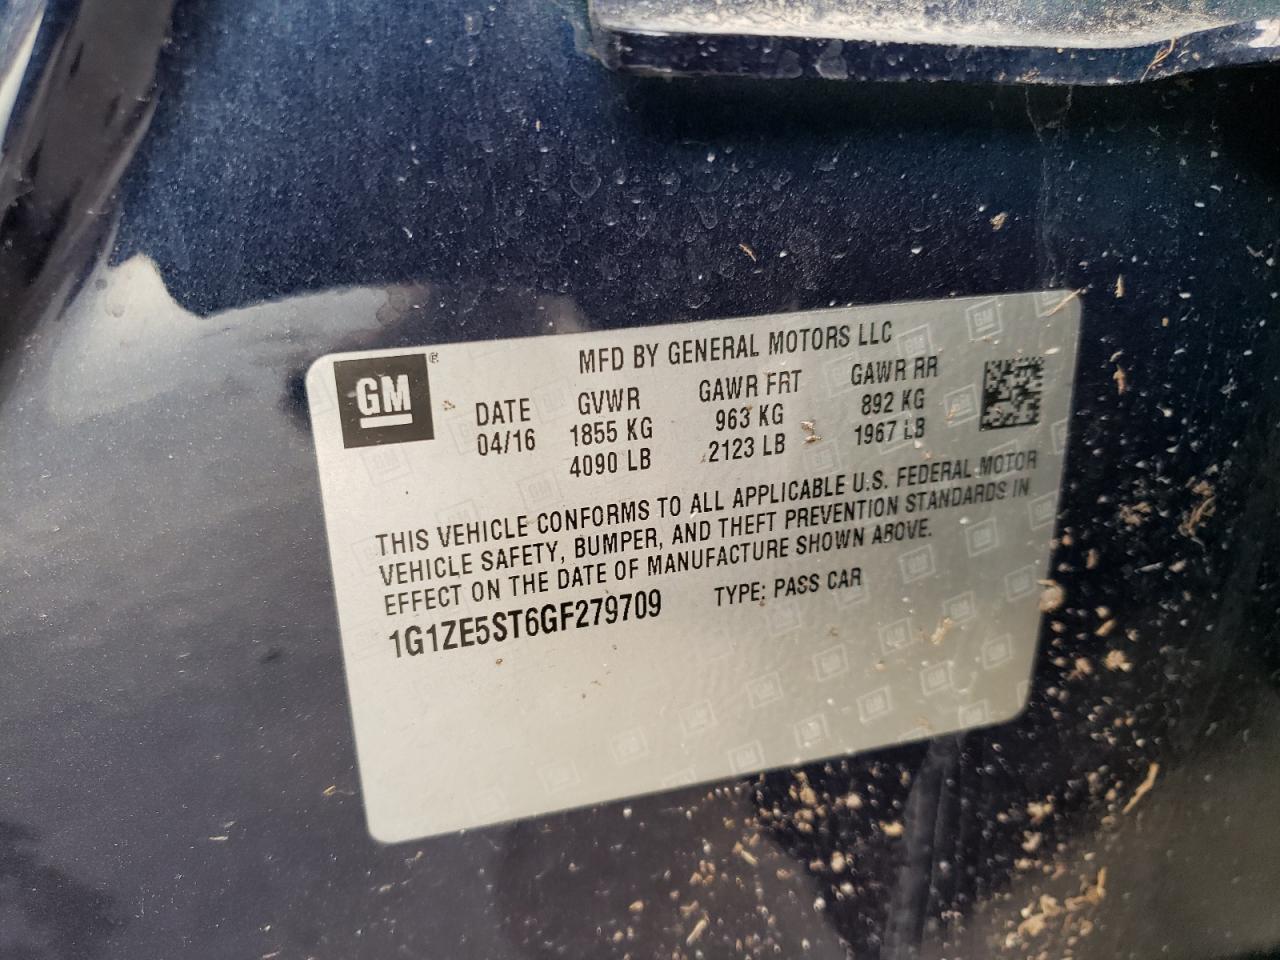 GM®
MFD BY GENERAL MOTORS LLC
DATE GVWR GAWR FRT GAWR RR
04/16 1855 KG 963 KG 892 KG
4090 LB 2123 LB 1967 LB
THIS VEHICLE CONFORMS TO ALL APPLICABLE U.S. FEDERAL MOTOR
VEHICLE SAFETY, BUMPER, AND THEFT PREVENTION STANDARDS IN
EFFECT ON THE DATE OF MANUFACTURE SHOWN ABOVE.
1G1ZE5ST6GF279709 TYPE: PASS CAR